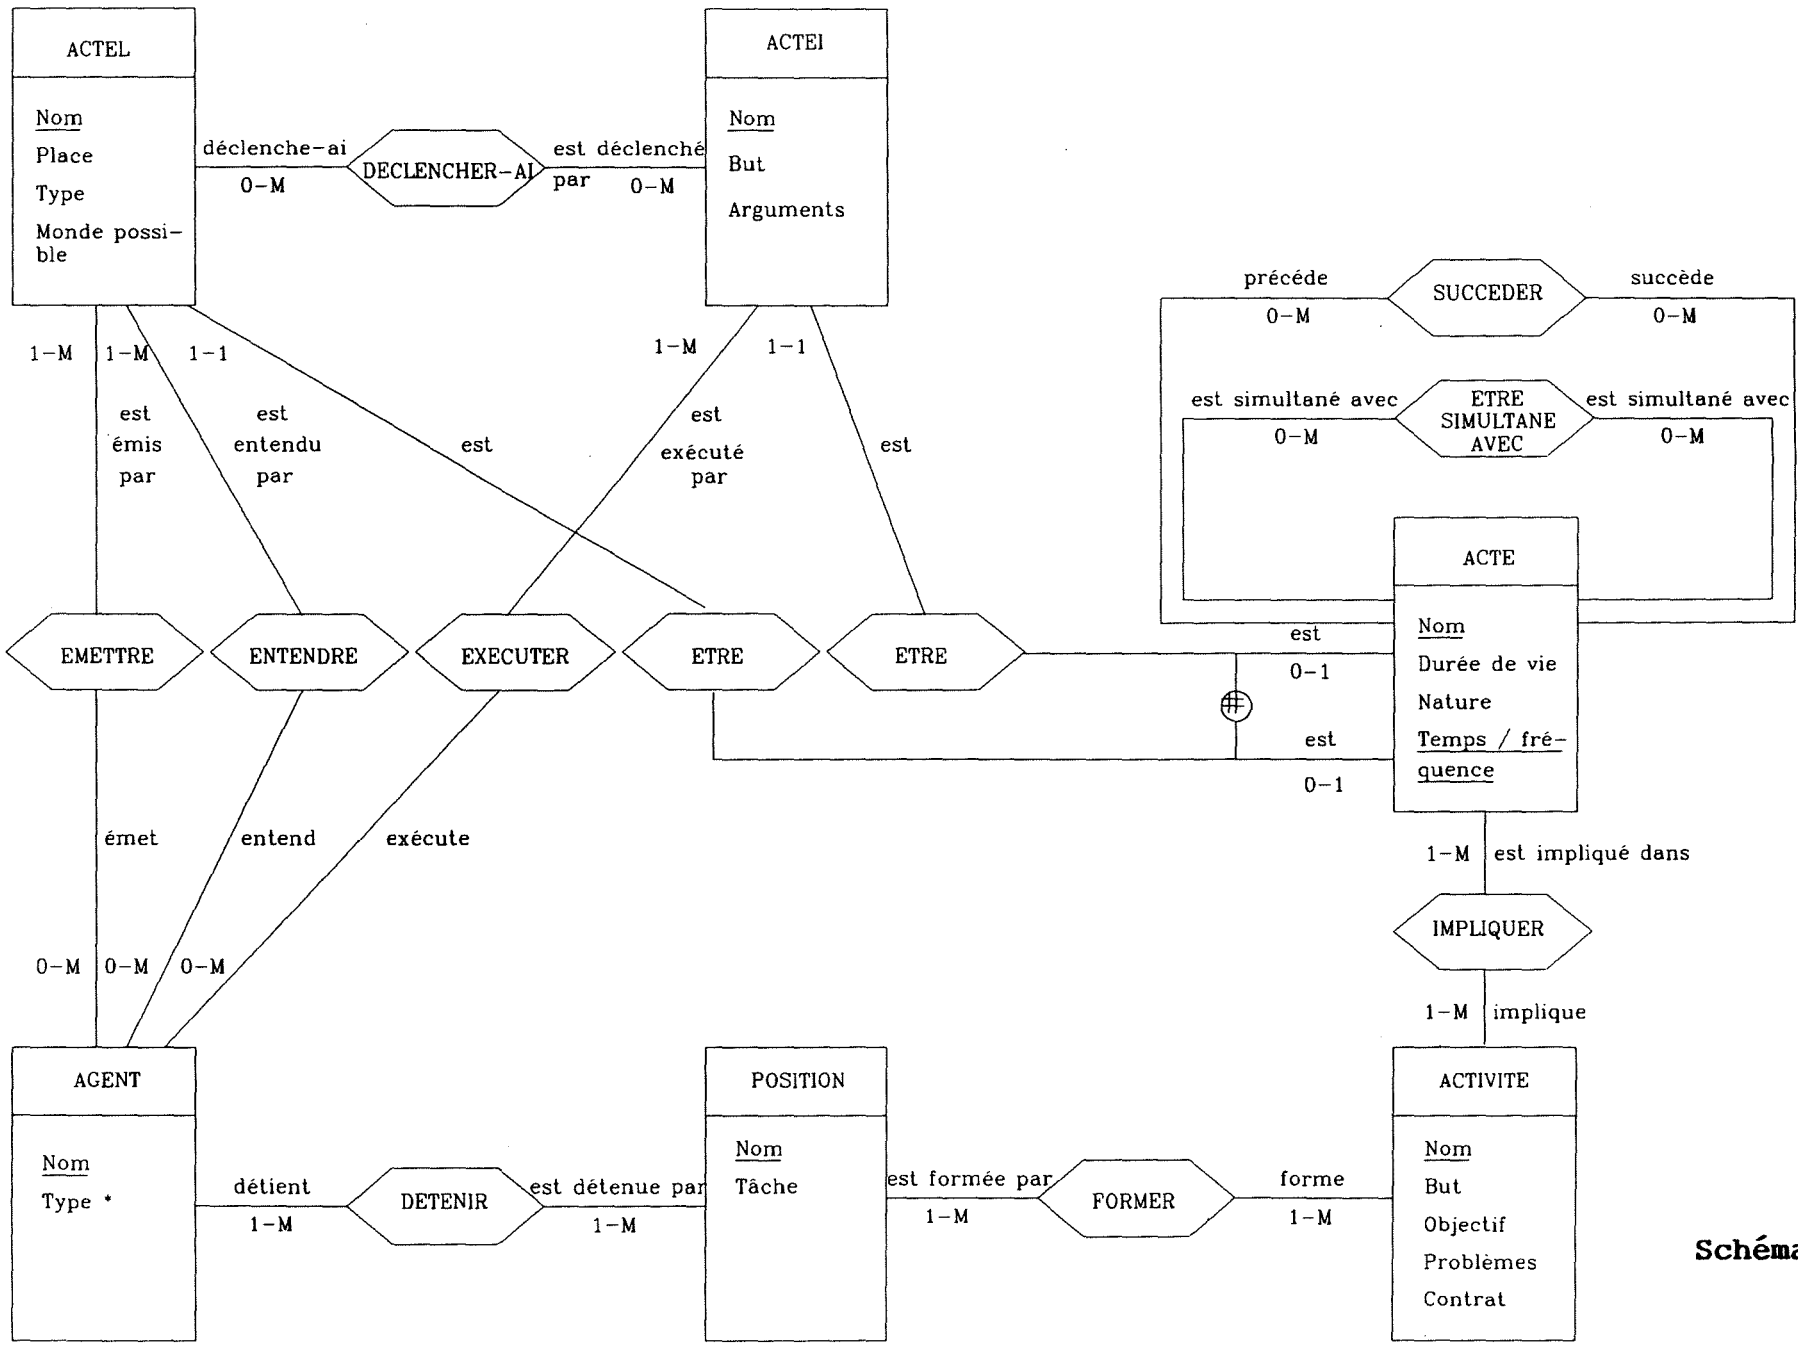 ACTEL
Nom
Place
Type
Monde possi-
ble
déclenche-ai
0-M
DECLENCHER-AI
est déclenché
par
0-M
ACTEI
Nom
But
Arguments
précéde
0-M
SUCCEDER
succède
0-M
est simultané avec
0-M
ETRE
SIMULTANE
AVEC
est simultané avec
0-M
1-M
1-M
1-1
1-M
1-1
est
émis
par
est
entendu
par
est
est
exécuté
par
est
EMETTRE
ENTENDRE
EXECUTER
ETRE
ETRE
est
0-1
est
0-1
ACTE
Nom
Durée de vie
Nature
Temps / fré-
quence
émet
entend
exécute
1-M
est impliqué dans
IMPLIQUER
1-M
implique
0-M
0-M
0-M
AGENT
Nom
Type *
détient
1-M
DETENIR
est détenue par
1-M
POSITION
Nom
Tâche
est formée par
1-M
FORMER
forme
1-M
ACTIVITE
Nom
But
Objectif
Problèmes
Contrat
Schéma